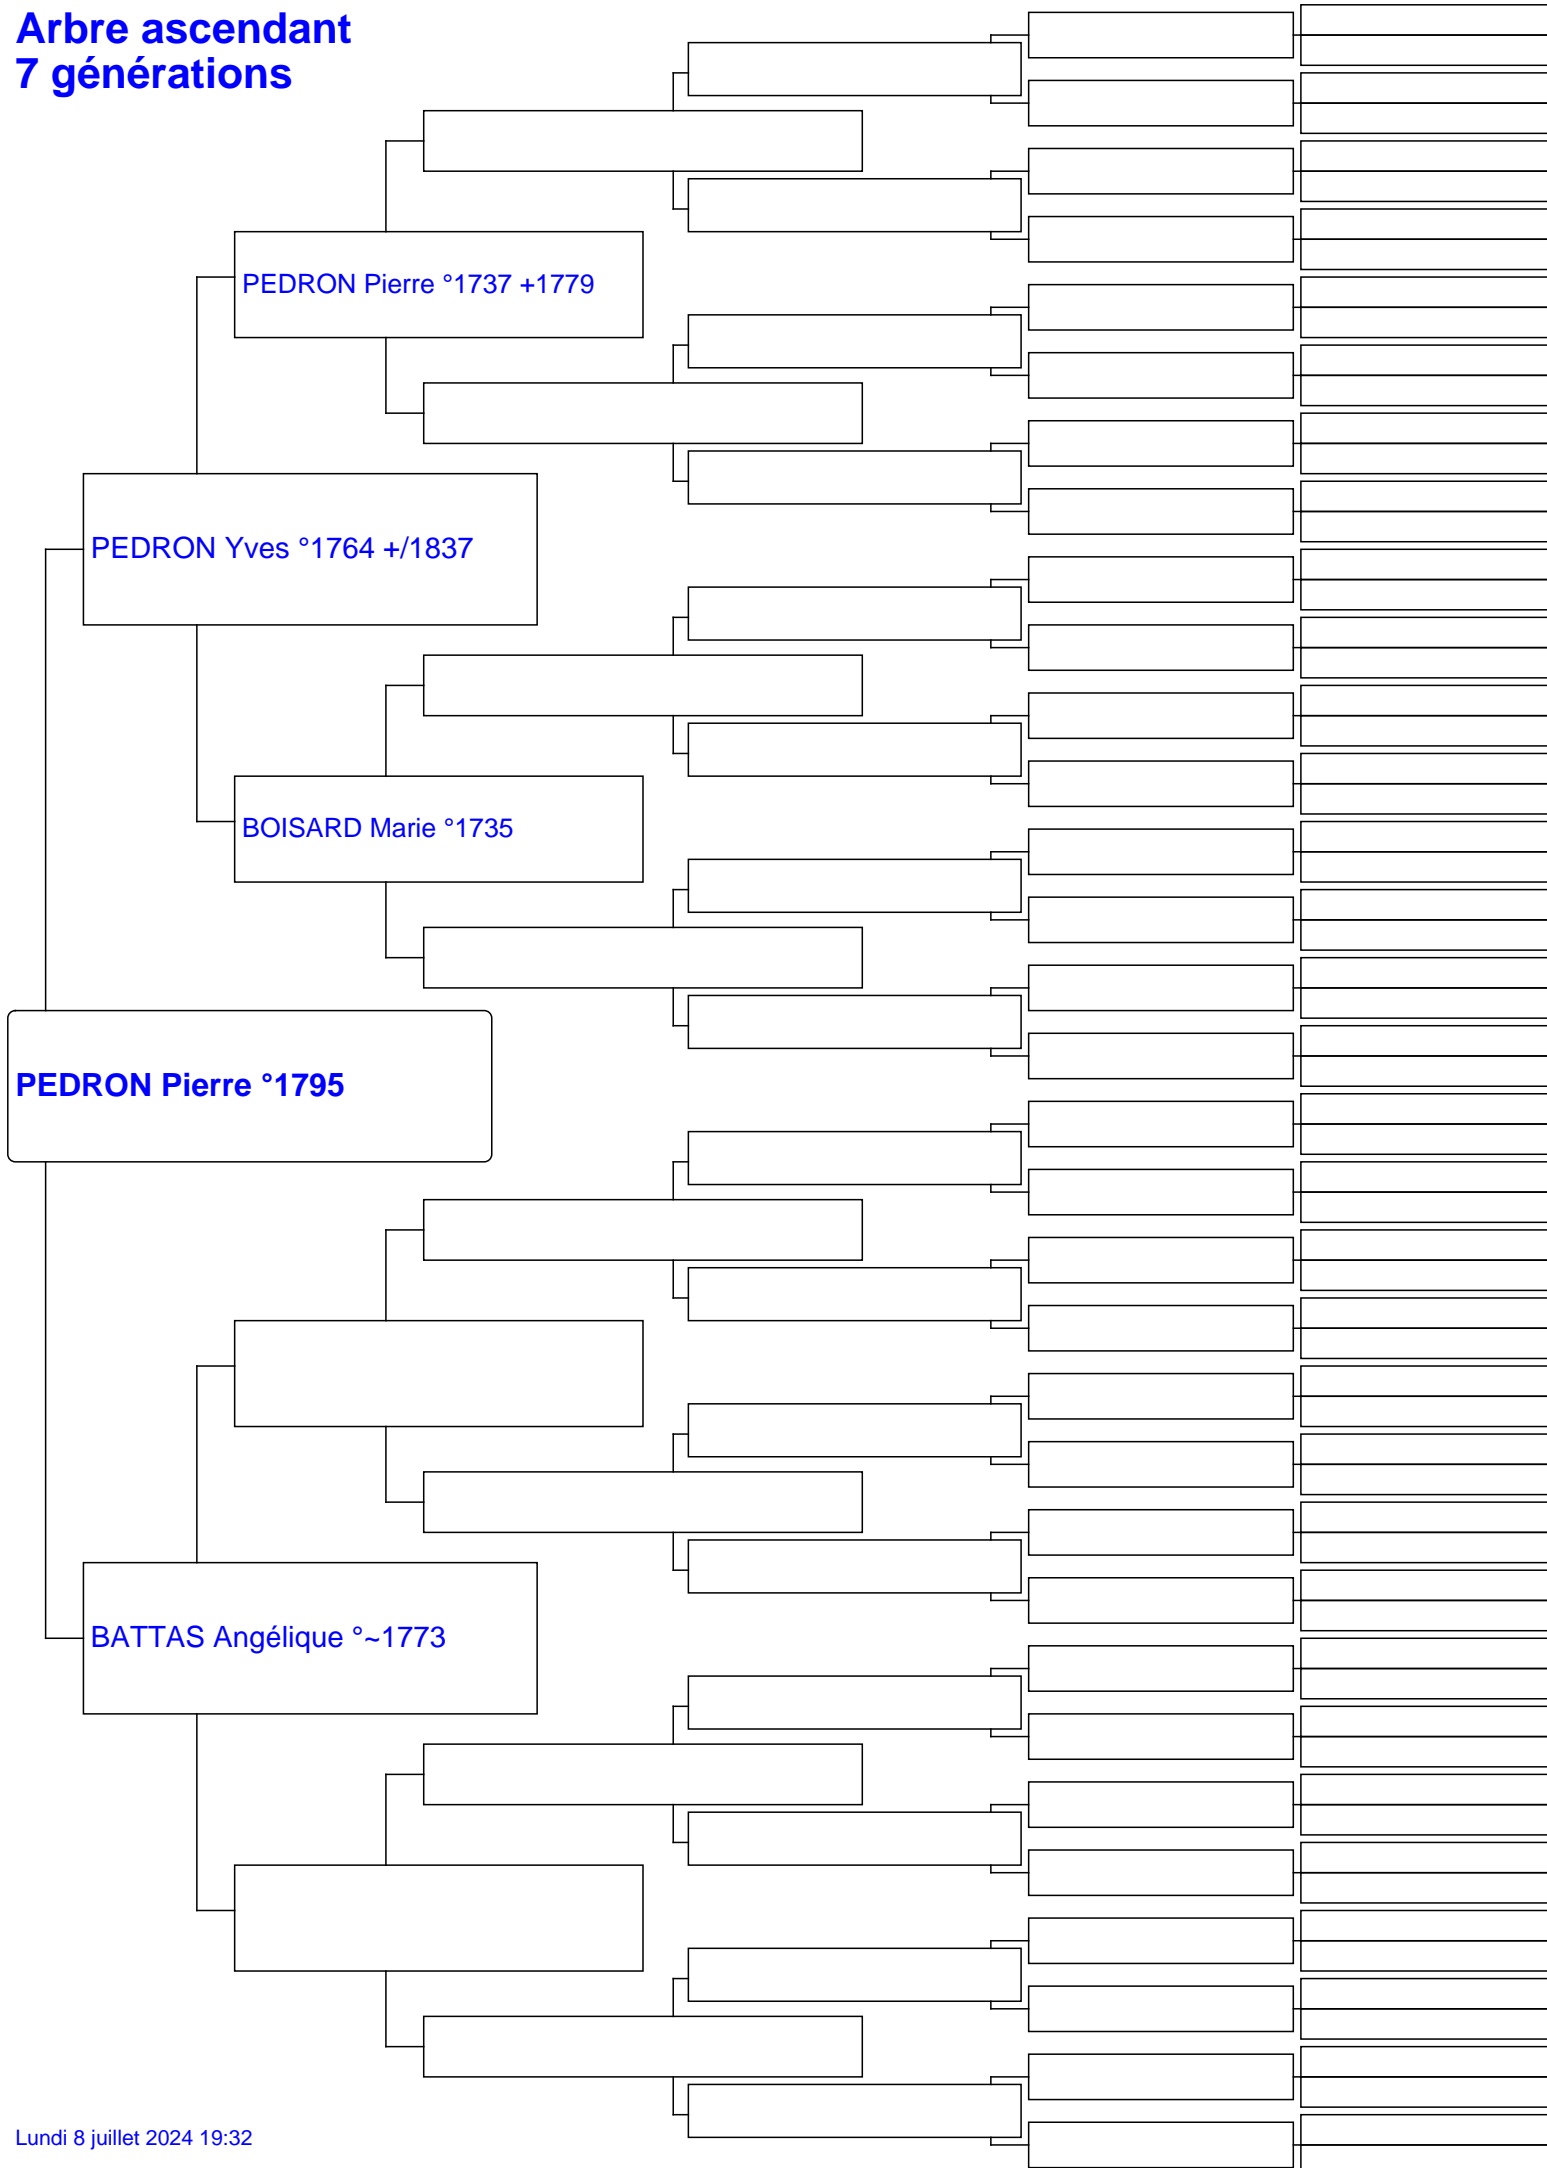 Arbre ascendant
7 générations
PEDRON Pierre °1737 +1779
PEDRON Yves °1764 +/1837
BOISARD Marie °1735
PEDRON Pierre °1795
BATTAS Angélique °~1773
Lundi 8 juillet 2024 19:32